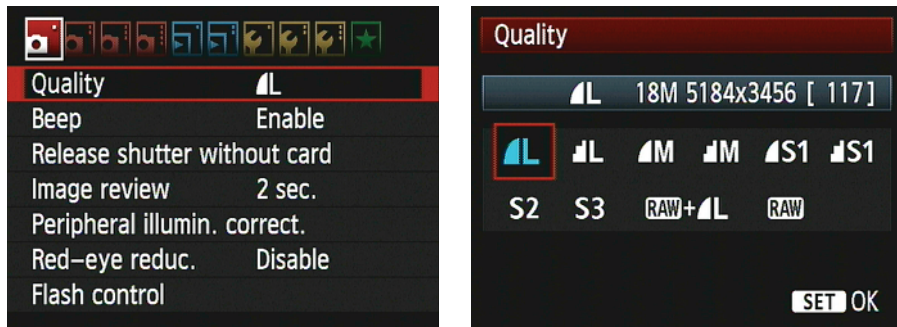 Quality L
Beep Enable
Release shutter without card
Image review 2 sec.
Peripheral illumin. correct.
Red-eye reduc. Disable
Flash control
Quality
L 18M 5184x3456 [ 117]
L L M M S1 S1
S2 S3 RAW+L RAW
SET OK